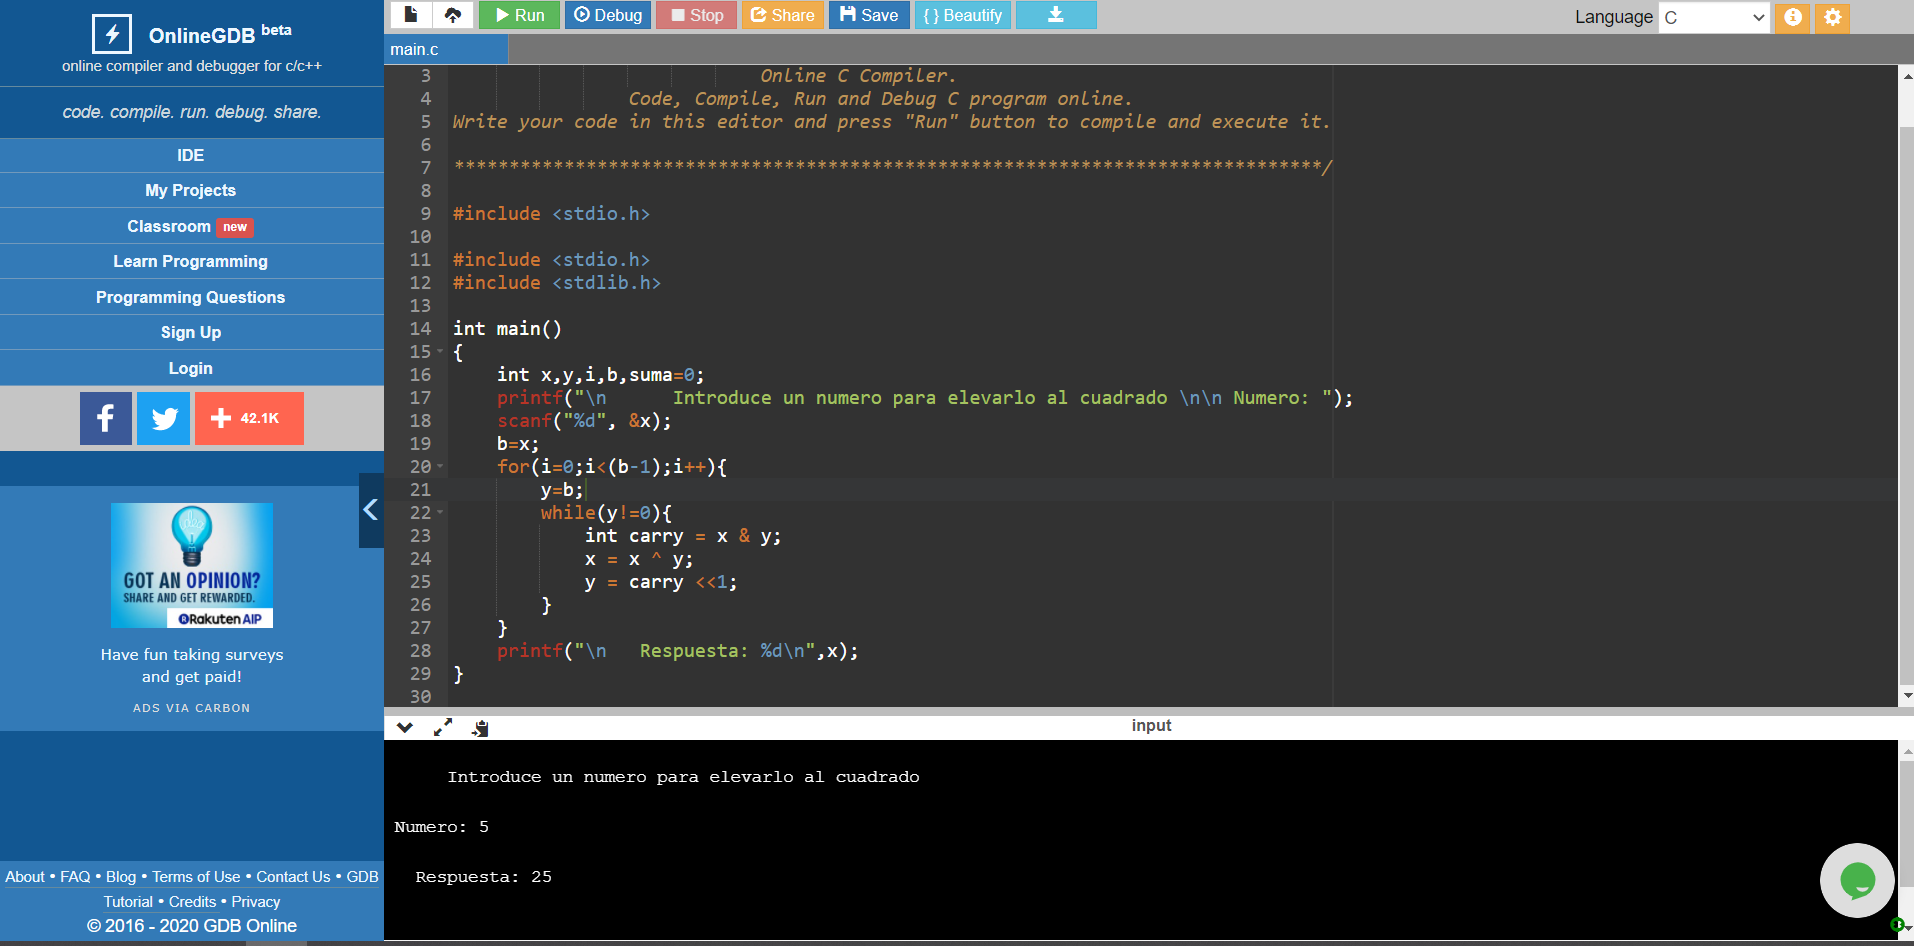 OnlineGDB beta
online compiler and debugger for c/c++
code. compile. run. debug. share.
IDE
My Projects
Classroom new
Learn Programming
Programming Questions
Sign Up
Login
42.1K
GOT AN OPINION?
SHARE AND GET REWARDED.
Rakuten AIP
Have fun taking surveys
and get paid!
ADS VIA CARBON
About • FAQ • Blog • Terms of Use • Contact Us • GDB
Tutorial • Credits • Privacy
© 2016 - 2020 GDB Online
Run Debug Stop Share Save { } Beautify
Language C
main.c
3 Online C Compiler.
4 Code, Compile, Run and Debug C program online.
5 Write your code in this editor and press "Run" button to compile and execute it.
6
7 *******************************************************************************/
8
9 #include <stdio.h>
10
11 #include <stdio.h>
12 #include <stdlib.h>
13
14 int main()
15 {
16 int x,y,i,b,suma=0;
17 printf("\n      Introduce un numero para elevarlo al cuadrado \n\n Numero: ");
18 scanf("%d", &x);
19 b=x;
20 for(i=0;i<(b-1);i++){
21 y=b;
22 while(y!=0){
23 int carry = x & y;
24 x = x ^ y;
25 y = carry <<1;
26 }
27 }
28 printf("\n   Respuesta: %d\n",x);
29 }
30
input
Introduce un numero para elevarlo al cuadrado
Numero: 5
Respuesta: 25